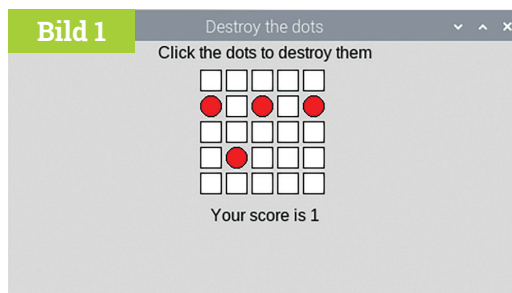 Bild 1
Destroy the dots
Click the dots to destroy them
Your score is 1